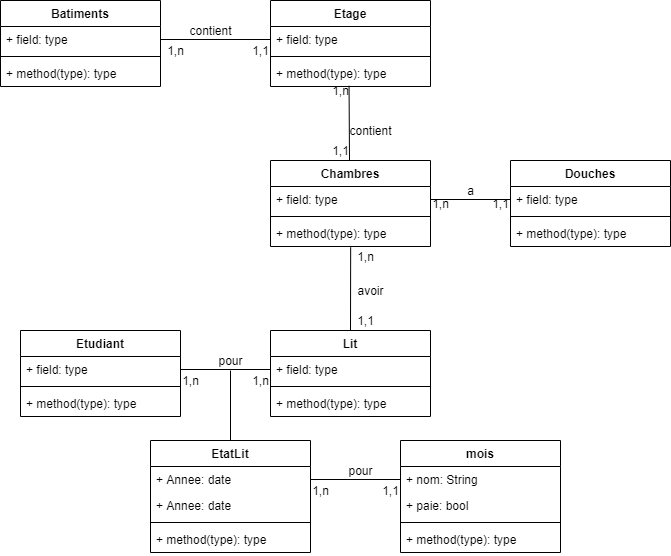 Batiments
+ field: type
+ method(type): type
contient
1,n
1,1
Etage
+ field: type
+ method(type): type
1,n
contient
1,1
Chambres
+ field: type
+ method(type): type
a
1,n
1,1
Douches
+ field: type
+ method(type): type
1,n
avoir
1,1
Etudiant
+ field: type
+ method(type): type
pour
1,n
1,n
Lit
+ field: type
+ method(type): type
EtatLit
+ Annee: date
+ Annee: date
+ method(type): type
pour
1,n
1,1
mois
+ nom: String
+ paie: bool
+ method(type): type